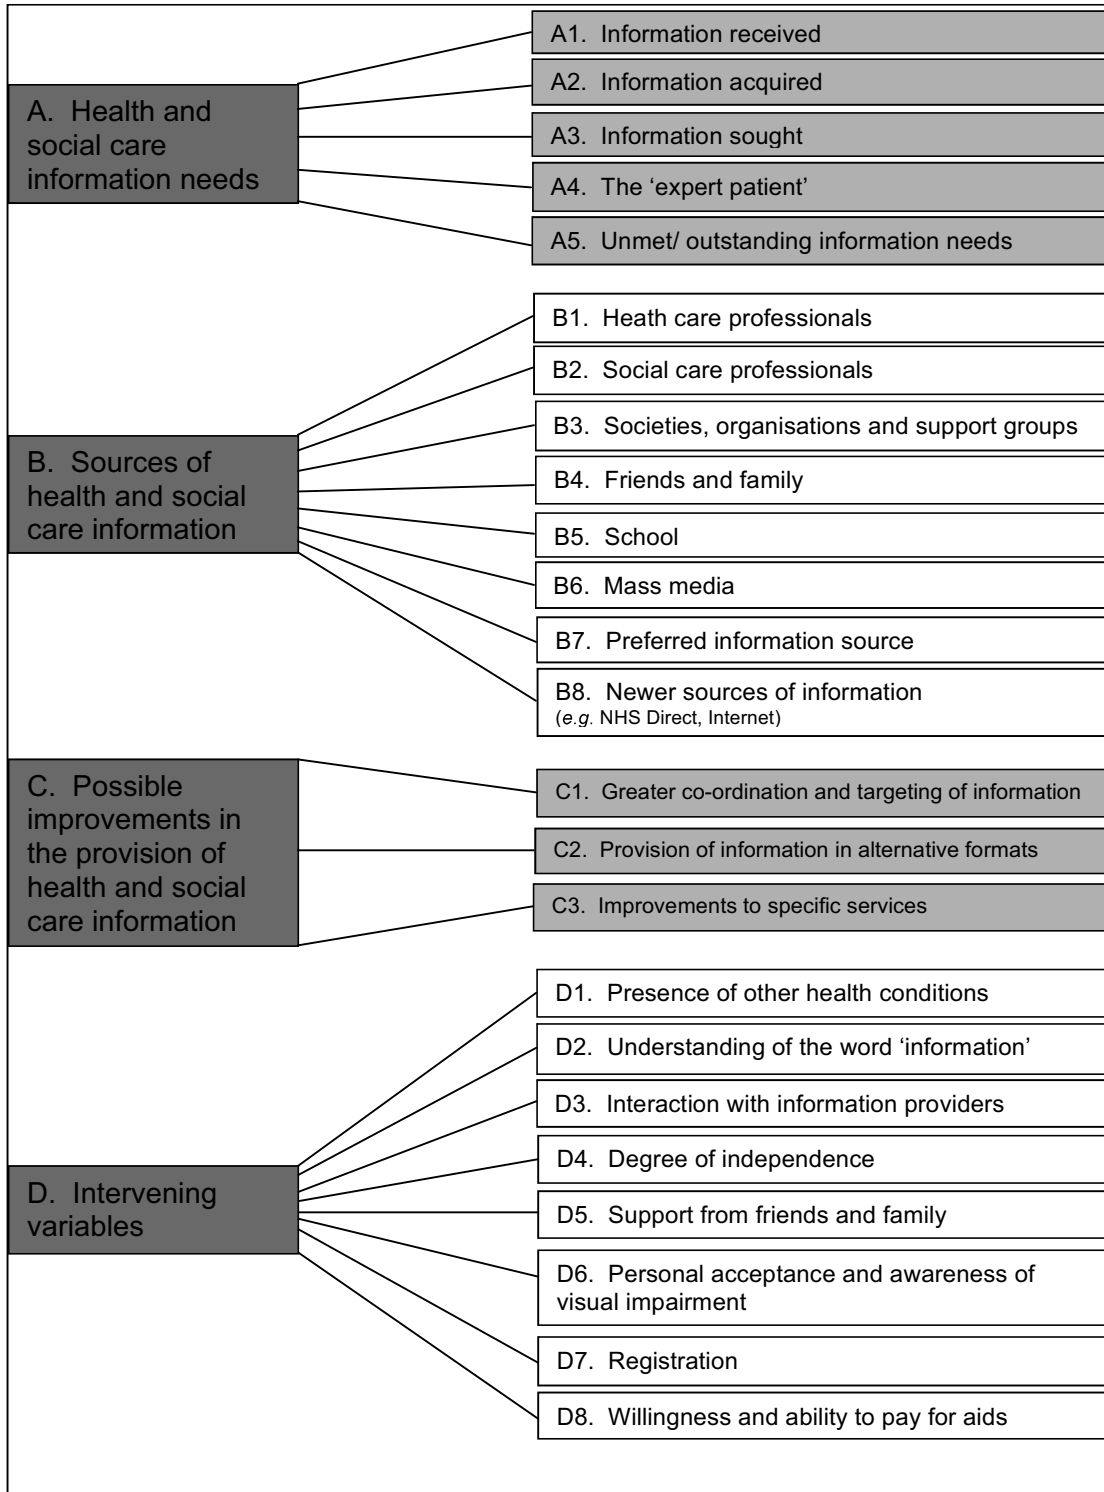 A1. Information received
A2. Information acquired
A. Health and
social care
information needs
A3. Information sought
A4. The ‘expert patient’
A5. Unmet/ outstanding information needs
B1. Heath care professionals
B2. Social care professionals
B3. Societies, organisations and support groups
B. Sources of
health and social
care information
B4. Friends and family
B5. School
B6. Mass media
B7. Preferred information source
B8. Newer sources of information
(e.g. NHS Direct, Internet)
C. Possible
improvements in
the provision of
health and social
care information
C1. Greater co-ordination and targeting of information
C2. Provision of information in alternative formats
C3. Improvements to specific services
D1. Presence of other health conditions
D2. Understanding of the word ‘information’
D3. Interaction with information providers
D4. Degree of independence
D. Intervening
variables
D5. Support from friends and family
D6. Personal acceptance and awareness of
visual impairment
D7. Registration
D8. Willingness and ability to pay for aids